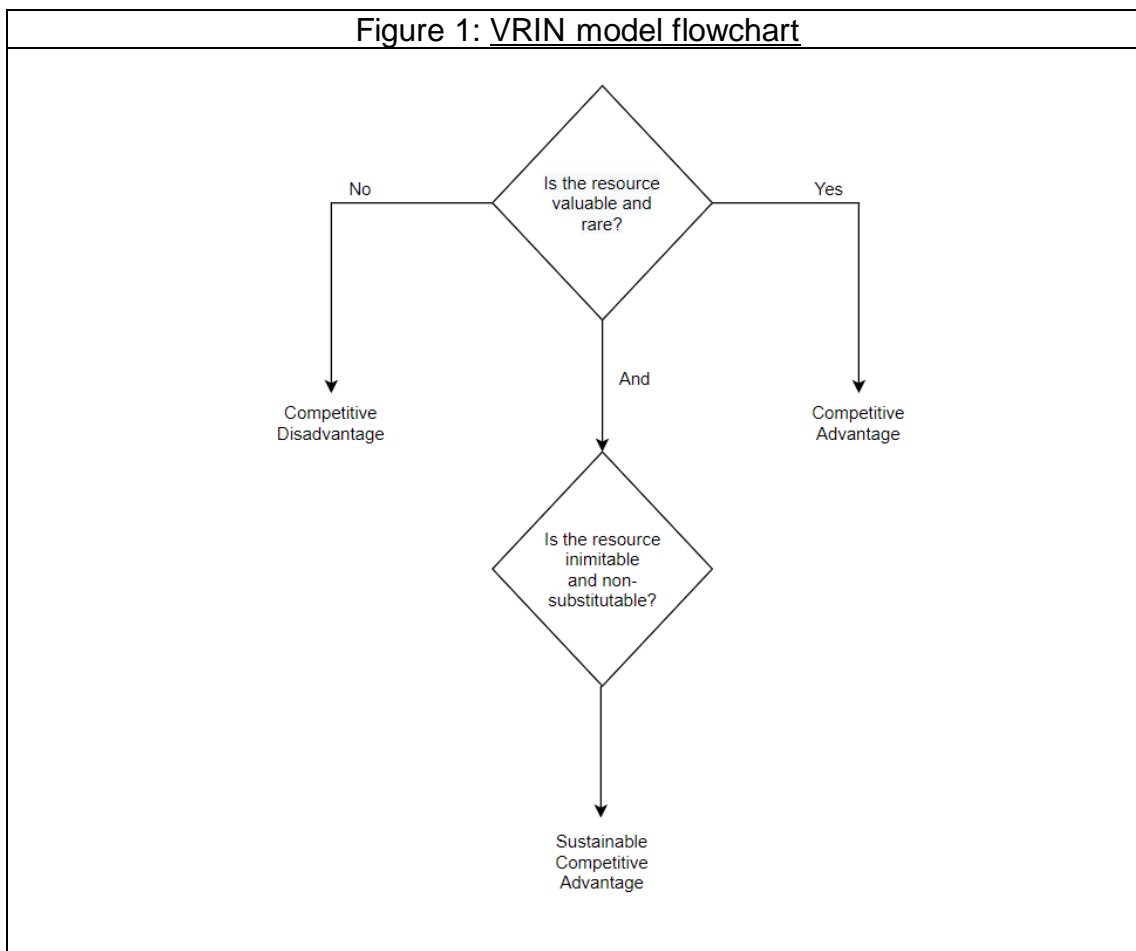 Figure 1: VRIN model flowchart
Is the resource
valuable and
rare?
No
Yes
And
Competitive
Disadvantage
Competitive
Advantage
Is the resource
inimitable
and non-
substitutable?
Sustainable
Competitive
Advantage